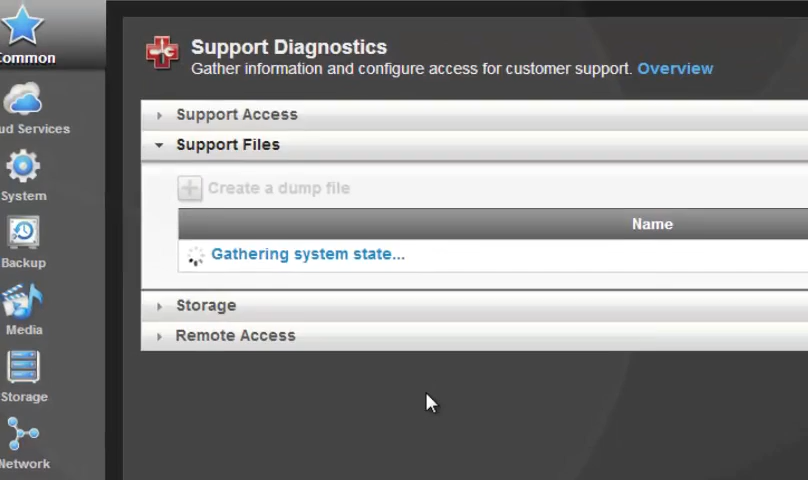 Common
Support Diagnostics
Gather information and configure access for customer support. Overview
ud Services
Support Access
Support Files
System
Create a dump file
Name
Gathering system state...
Backup
Storage
Media
Remote Access
Storage
Network